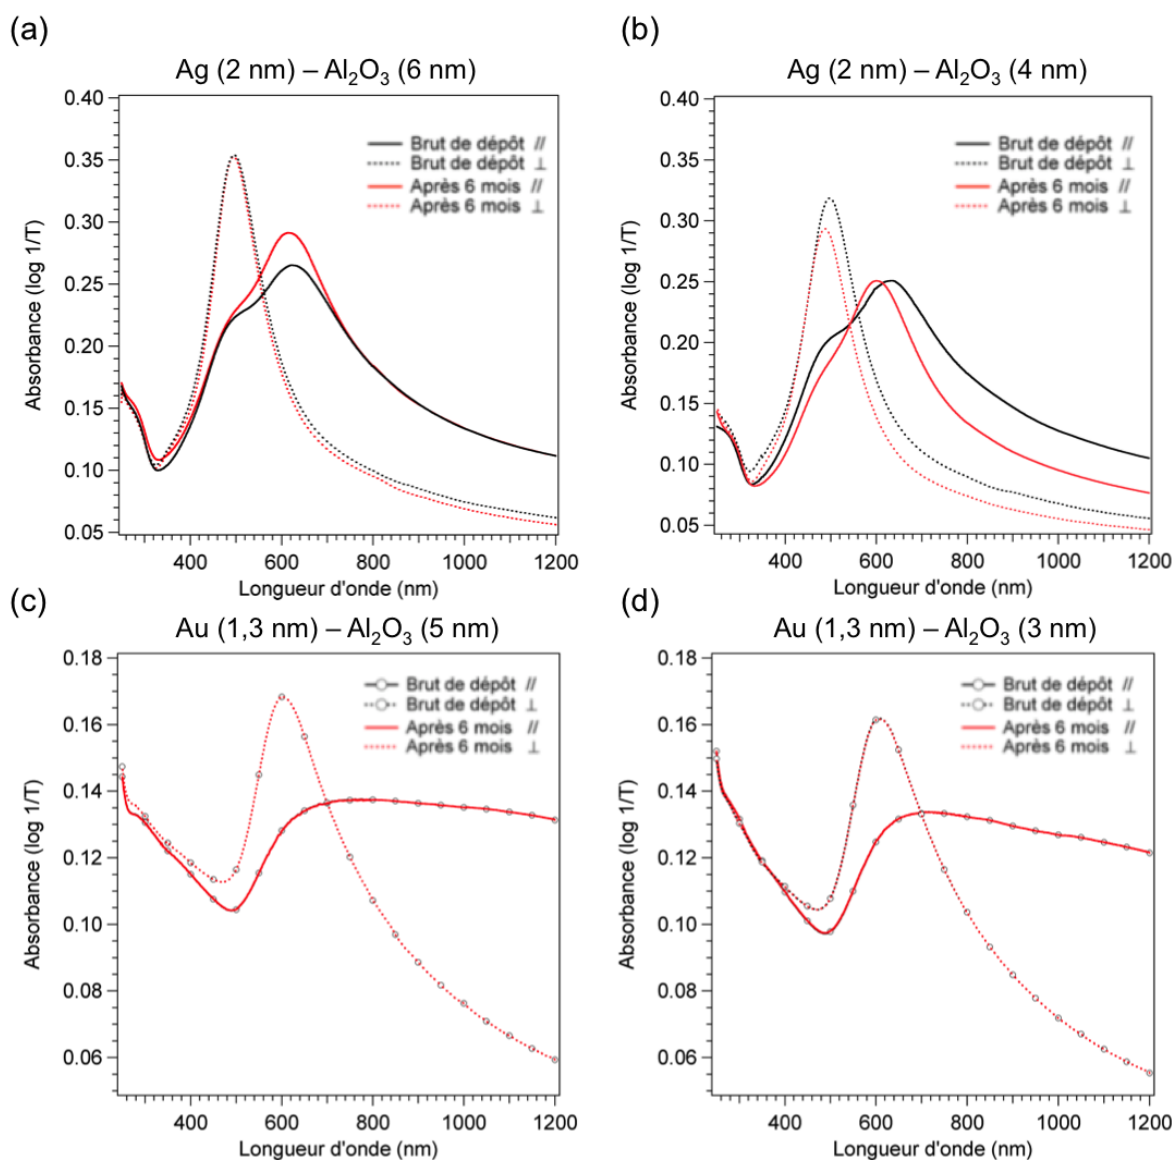 (a)
Ag (2 nm) – Al₂O₃ (6 nm)
0.40
0.35
0.30
0.25
0.20
0.15
0.10
0.05
Absorbance (log 1/T)
Brut de dépôt //
Brut de dépôt ⊥
Après 6 mois //
Après 6 mois ⊥
400 600 800 1000 1200
Longueur d'onde (nm)
(b)
Ag (2 nm) – Al₂O₃ (4 nm)
0.40
0.35
0.30
0.25
0.20
0.15
0.10
0.05
Absorbance (log 1/T)
Brut de dépôt //
Brut de dépôt ⊥
Après 6 mois //
Après 6 mois ⊥
400 600 800 1000 1200
Longueur d'onde (nm)
(c)
Au (1,3 nm) – Al₂O₃ (5 nm)
0.18
0.16
0.14
0.12
0.10
0.08
0.06
Absorbance (log 1/T)
Brut de dépôt //
Brut de dépôt ⊥
Après 6 mois //
Après 6 mois ⊥
400 600 800 1000 1200
Longueur d'onde (nm)
(d)
Au (1,3 nm) – Al₂O₃ (3 nm)
0.18
0.16
0.14
0.12
0.10
0.08
0.06
Absorbance (log 1/T)
Brut de dépôt //
Brut de dépôt ⊥
Après 6 mois //
Après 6 mois ⊥
400 600 800 1000 1200
Longueur d'onde (nm)